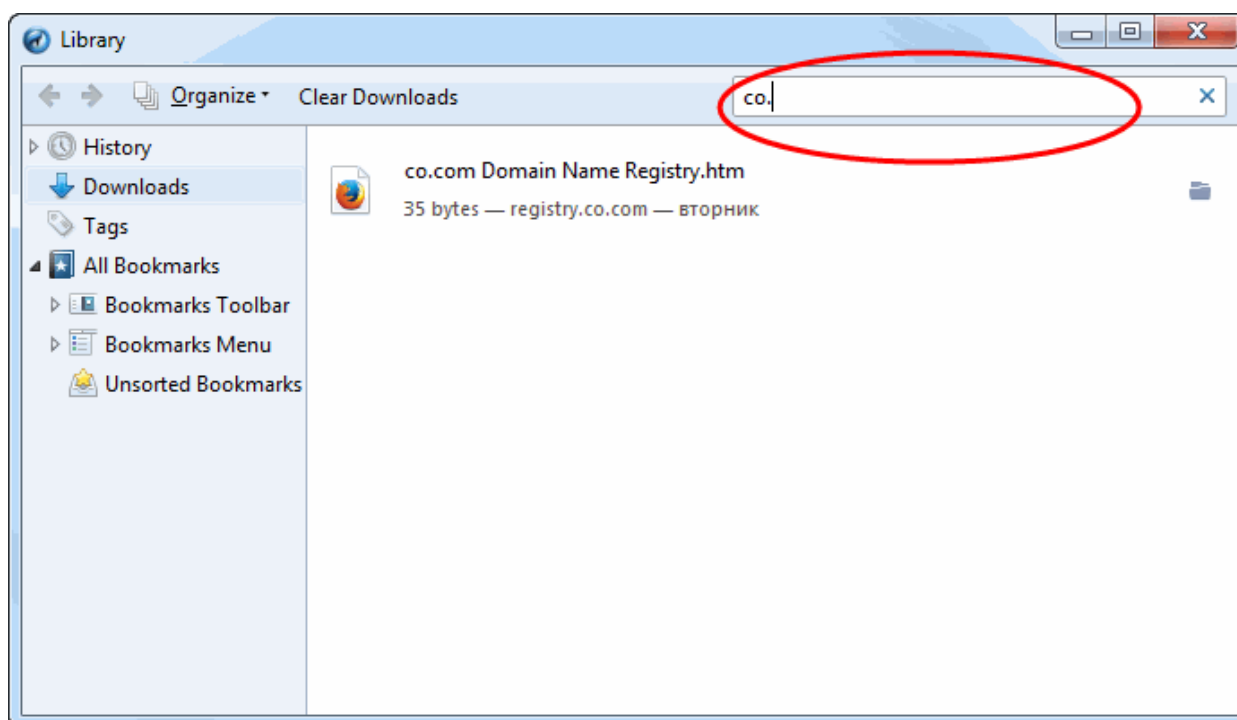 Library
Organize
Clear Downloads
co.
History
Downloads
Tags
All Bookmarks
Bookmarks Toolbar
Bookmarks Menu
Unsorted Bookmarks
co.com Domain Name Registry.htm
35 bytes — registry.co.com — вторник